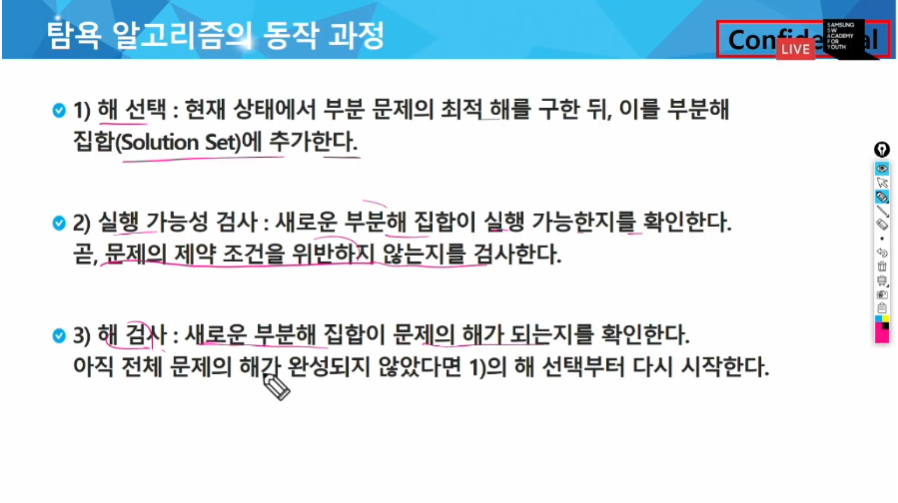 탐욕 알고리즘의 동작 과정
LIVE
SAMSUNG
SW
ACADEMY
FOR
YOUTH
1) 해 선택 : 현재 상태에서 부분 문제의 최적 해를 구한 뒤, 이를 부분해
집합(Solution Set)에 추가한다.
2) 실행 가능성 검사 : 새로운 부분해 집합이 실행 가능한지를 확인한다.
곧, 문제의 제약 조건을 위반하지 않는지를 검사한다.
3) 해 검사 : 새로운 부분해 집합이 문제의 해가 되는지를 확인한다.
아직 전체 문제의 해가 완성되지 않았다면 1)의 해 선택부터 다시 시작한다.